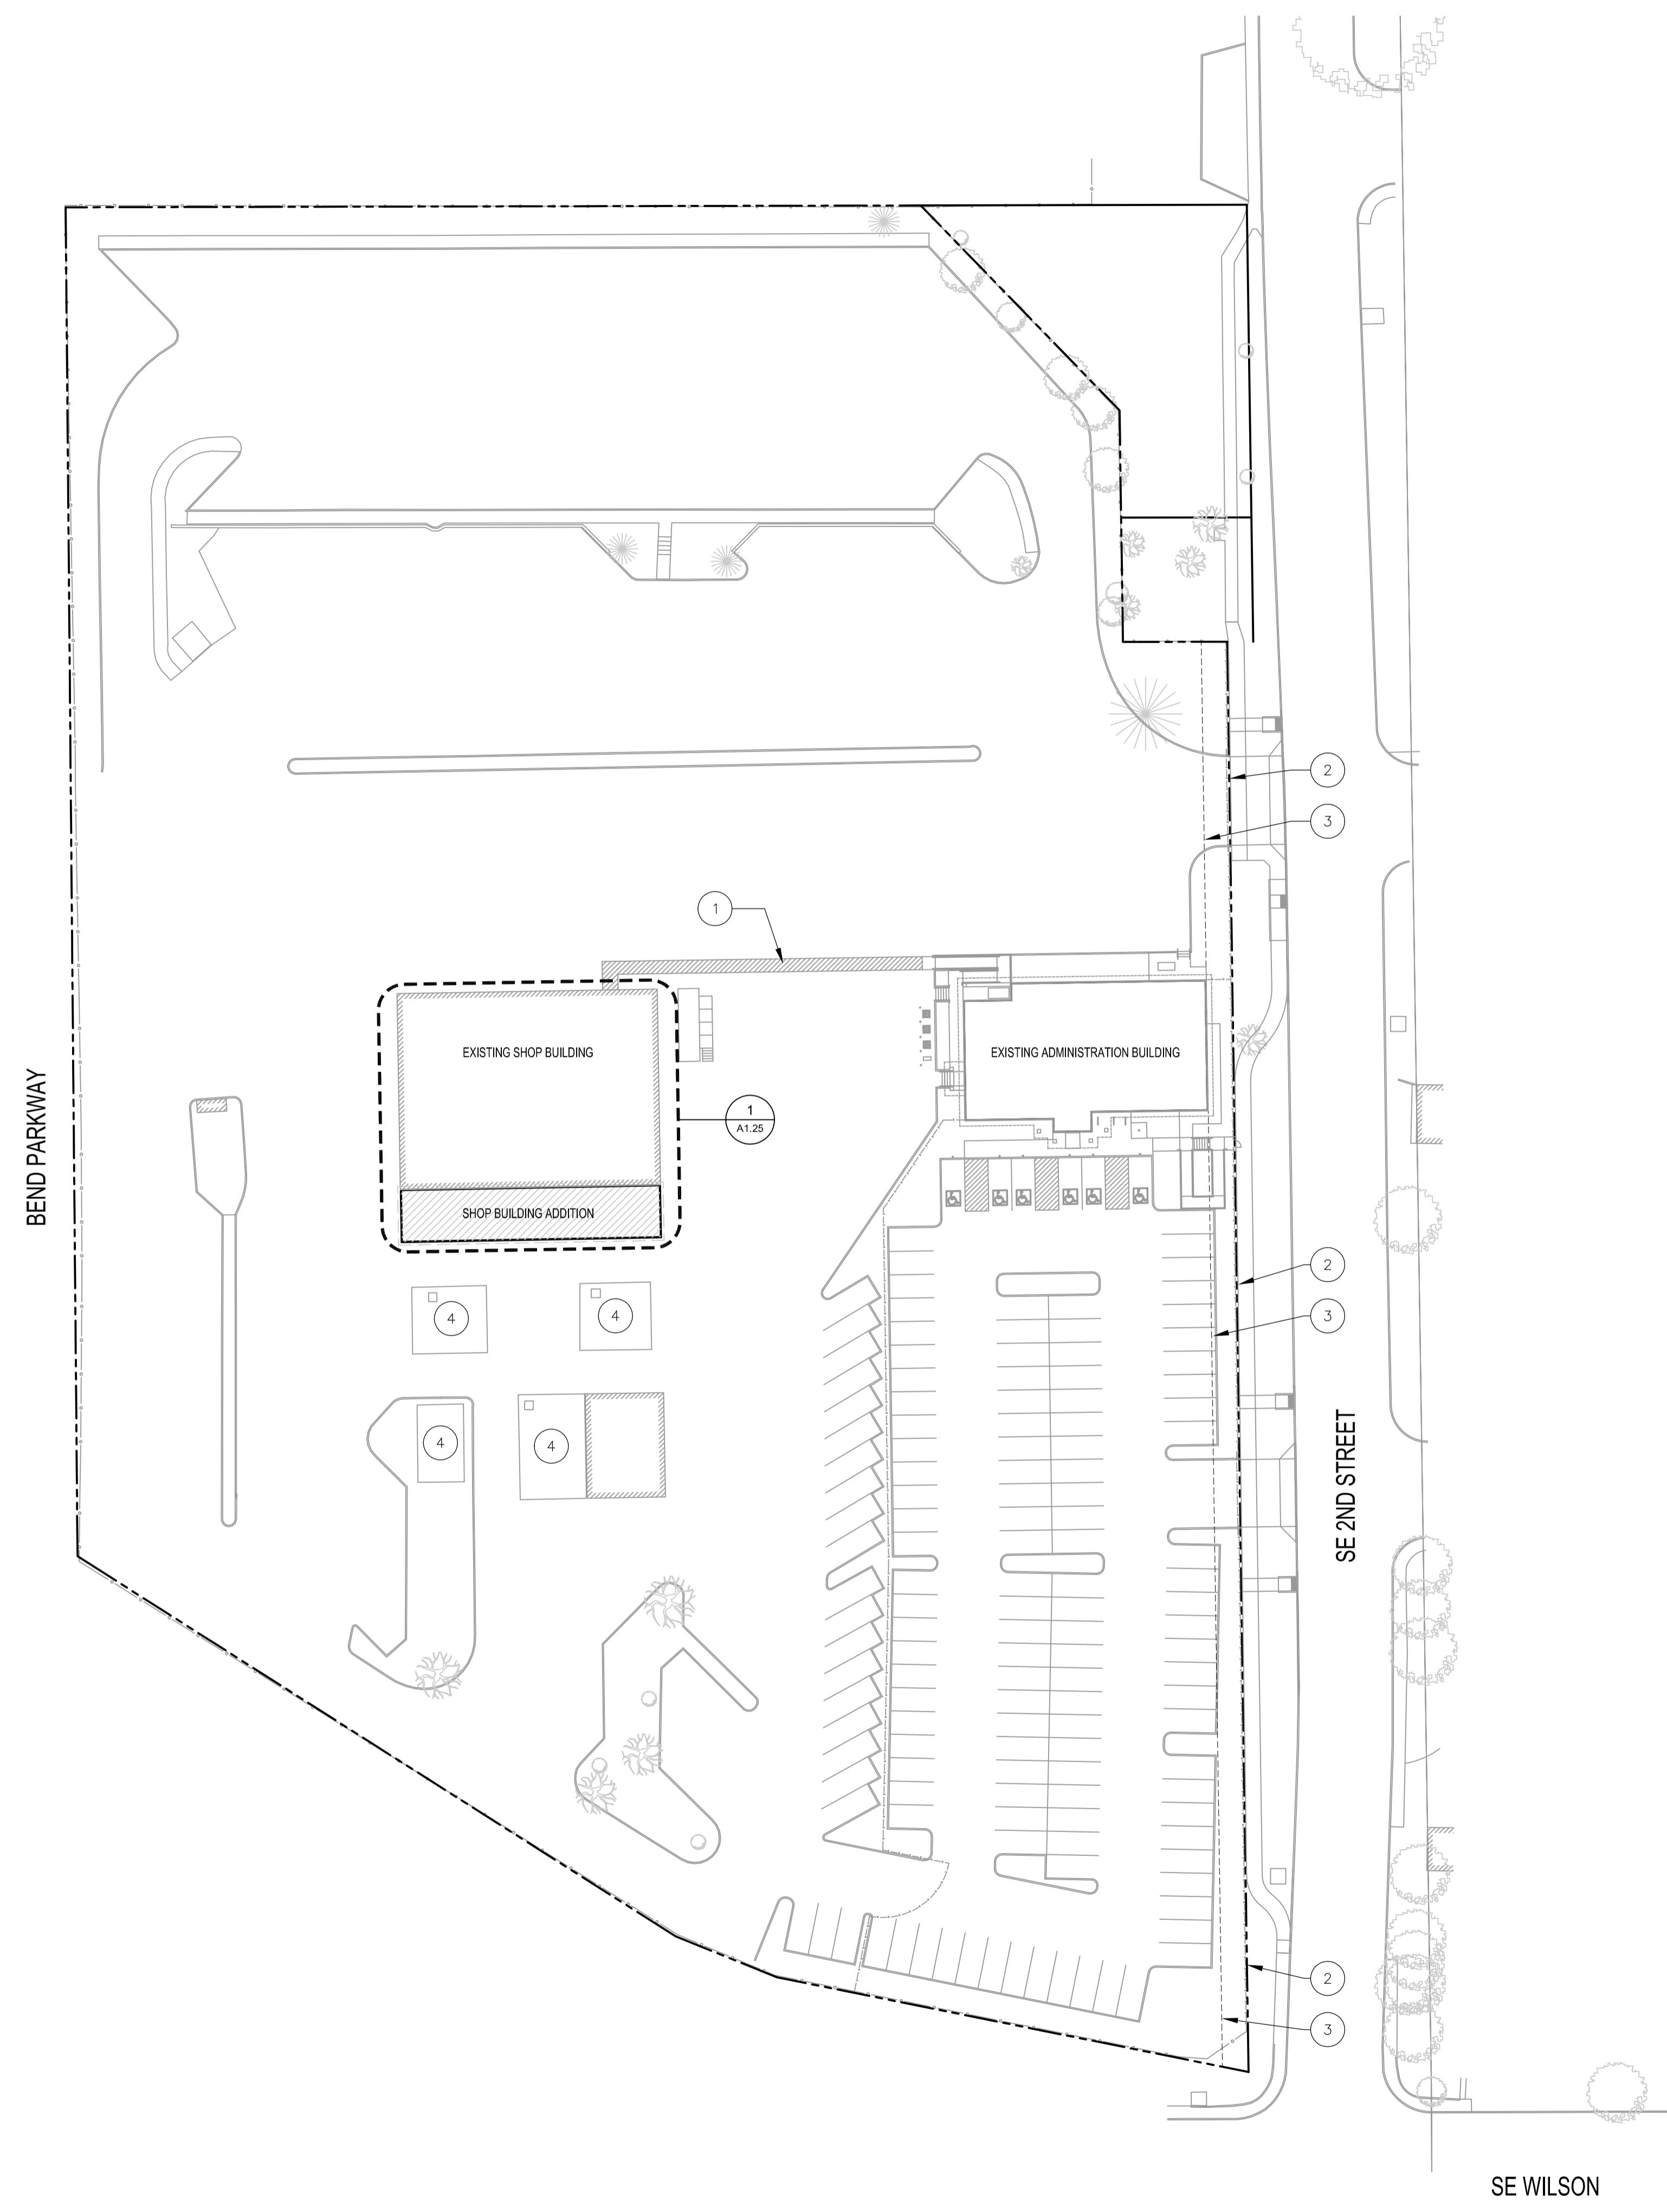 2
3
1
EXISTING SHOP BUILDING
EXISTING ADMINISTRATION BUILDING
1
A1.25
BEND PARKWAY
SHOP BUILDING ADDITION
2
3
4
4
4
4
SE 2ND STREET
2
3
SE WILSON